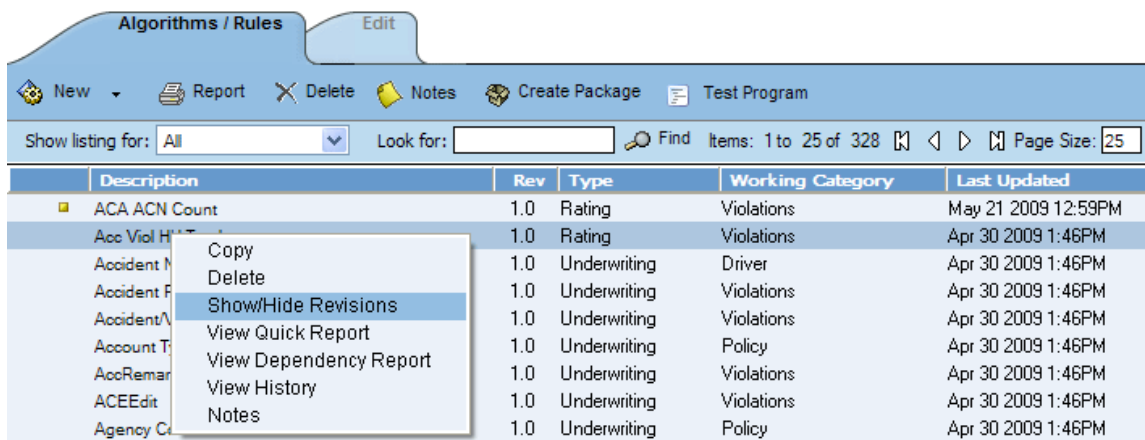 Algorithms / Rules Edit
New Report Delete Notes Create Package Test Program
Show listing for: All Look for: Find Items: 1 to 25 of 328 Page Size: 25
Description Rev Type Working Category Last Updated
ACA ACN Count 1.0 Rating Violations May 21 2009 12:59PM
Acc Viol 1.0 Rating Violations Apr 30 2009 1:46PM
Copy
Accident 1.0 Underwriting Driver Apr 30 2009 1:46PM
Delete
Accident 1.0 Underwriting Violations Apr 30 2009 1:46PM
Show/Hide Revisions
Accident/ 1.0 Underwriting Violations Apr 30 2009 1:46PM
View Quick Report
Account 1.0 Underwriting Policy Apr 30 2009 1:46PM
View Dependency Report
AccRemar 1.0 Underwriting Violations Apr 30 2009 1:46PM
View History
ACEEdit 1.0 Underwriting Violations Apr 30 2009 1:46PM
Notes
Agency 1.0 Underwriting Policy Apr 30 2009 1:46PM